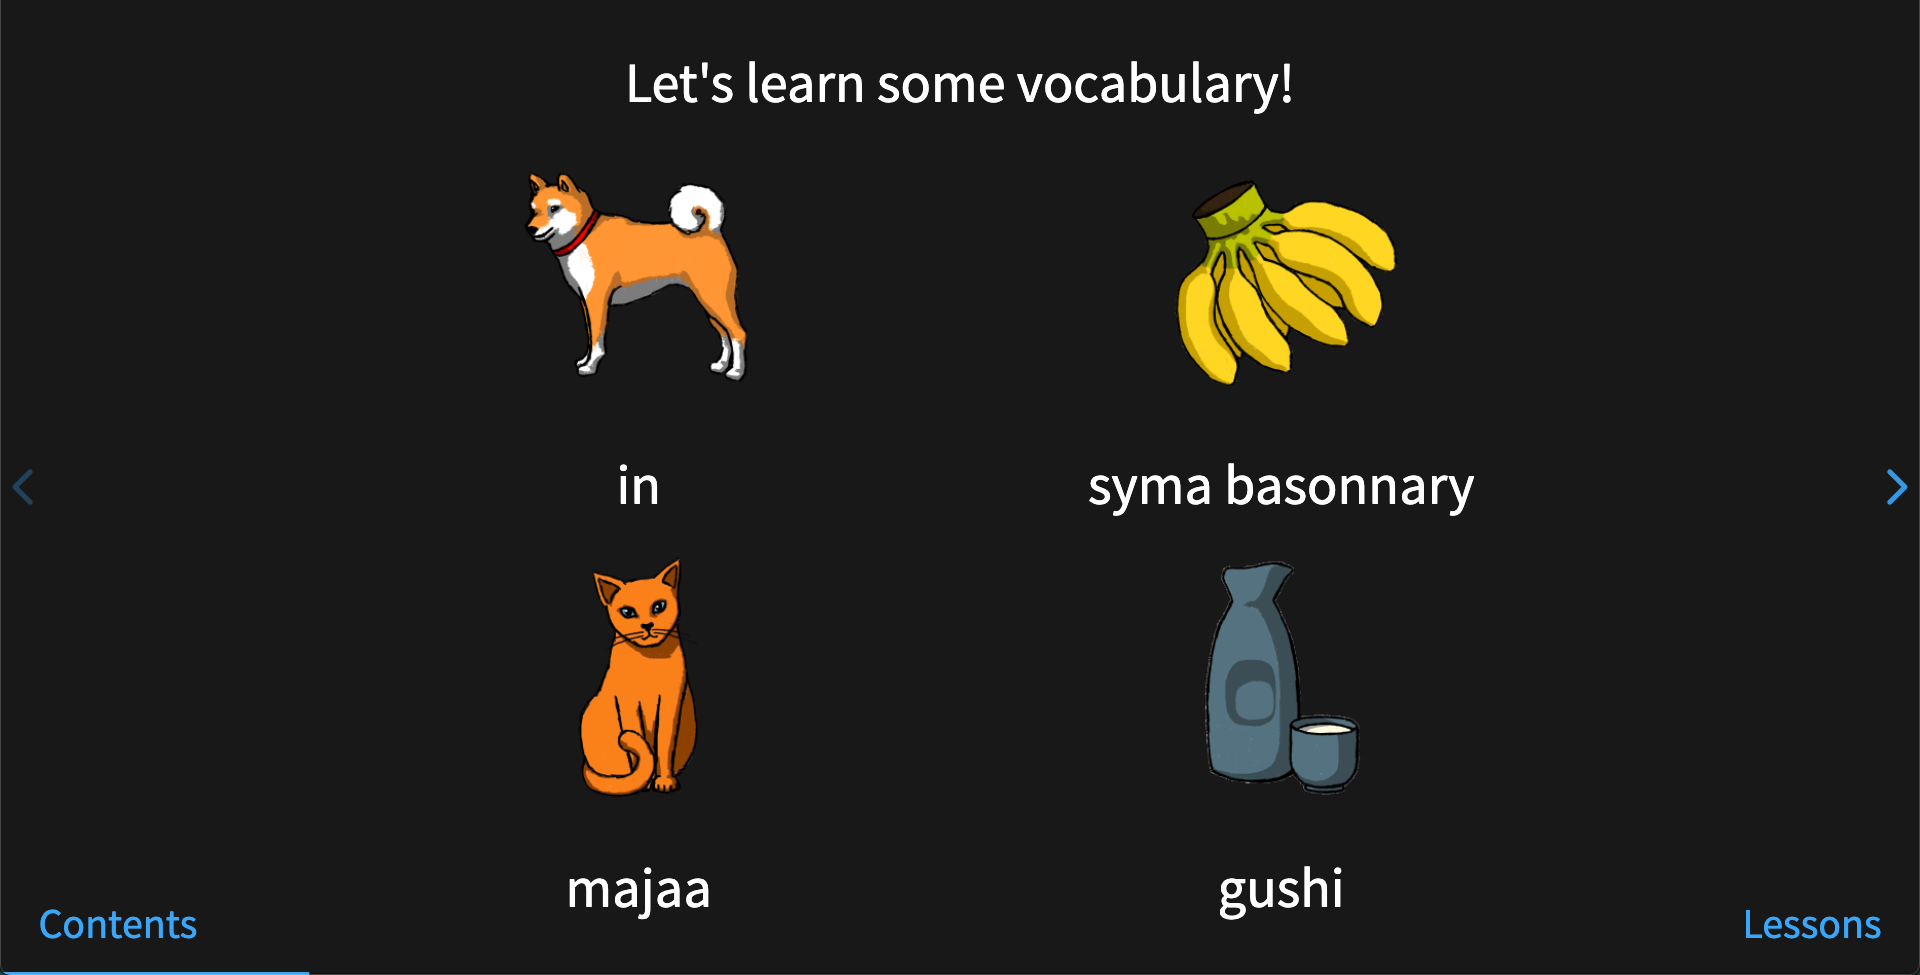 Let's learn some vocabulary!
in
syma basonnary
majaa
gushi
Contents
Lessons